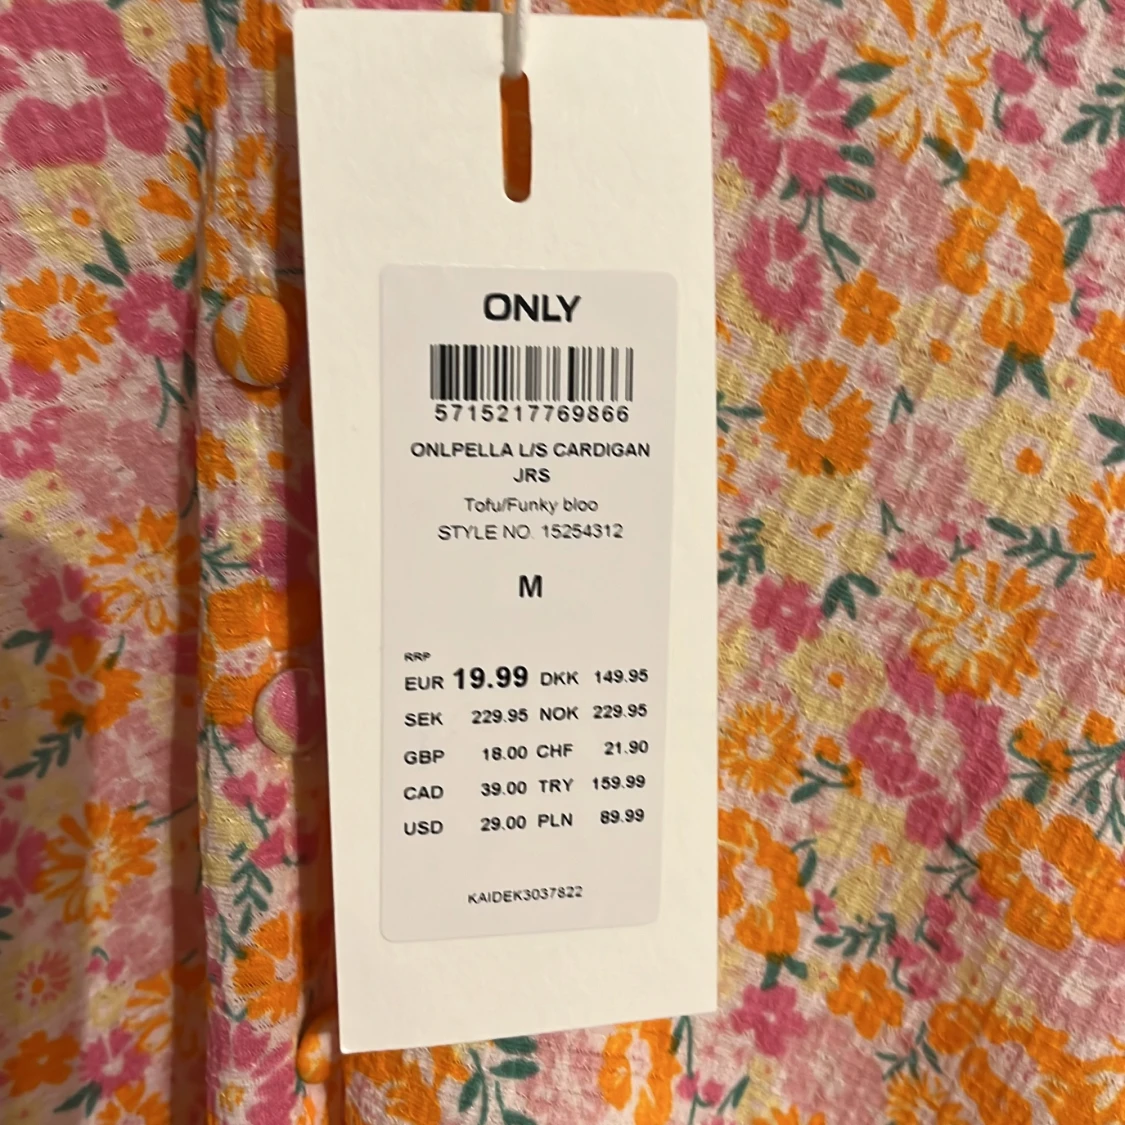 ONLY
5715217769866
ONLPELLA L/S CARDIGAN
JRS
Tofu/Funky bloo
STYLE NO. 15254312
M
RRP
EUR 19.99 DKK 149.95
SEK 229.95 NOK 229.95
GBP 18.00 CHF 21.90
CAD 39.00 TRY 159.99
USD 29.00 PLN 89.99
KAIDEK3037822